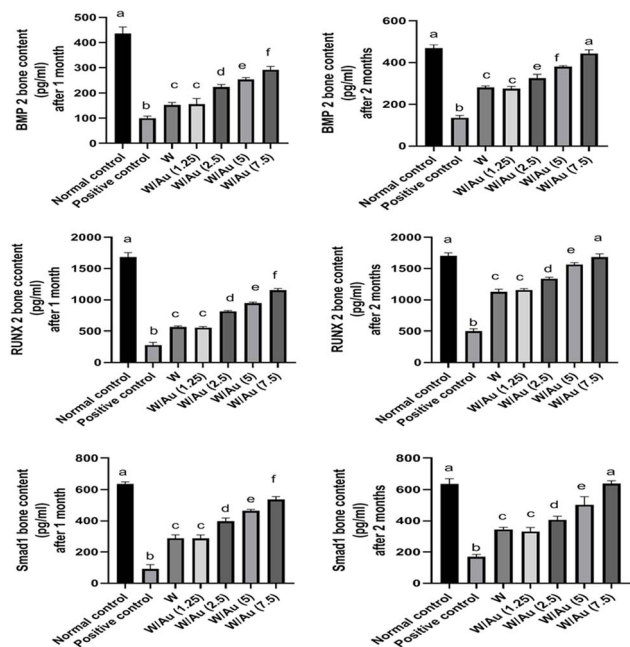 BMP 2 bone content
(pg/ml)
after 1 month
500
400
300
200
100
0
a
b
c
c
d
e
f
Normal control
Positive control
W
W/Au (1.25)
W/Au (2.5)
W/Au (5)
W/Au (7.5)
BMP 2 bone content
(pg/ml)
after 2 months
600
400
200
0
a
b
c
c
e
f
a
Normal control
Positive control
W
W/Au (1.25)
W/Au (2.5)
W/Au (5)
W/Au (7.5)
RUNX 2 bone ccontent
(pg/ml)
after 1 month
2000
1500
1000
500
0
a
b
c
c
d
e
f
Normal control
Positive control
W
W/Au (1.25)
W/Au (2.5)
W/Au (5)
W/Au (7.5)
RUNX 2 bone content
(pg/ml)
after 2 months
2000
1500
1000
500
0
a
b
c
c
d
e
a
Normal control
Positive control
W
W/Au (1.25)
W/Au (2.5)
W/Au (5)
W/Au (7.5)
Smad1 bone content
(pg/ml)
after 1 month
800
600
400
200
0
a
b
c
c
d
e
f
Normal control
Positive control
W
W/Au (1.25)
W/Au (2.5)
W/Au (5)
W/Au (7.5)
Smad1 bone content
(pg/ml)
after 2 months
800
600
400
200
0
a
b
c
c
d
e
a
Normal control
Positive control
W
W/Au (1.25)
W/Au (2.5)
W/Au (5)
W/Au (7.5)